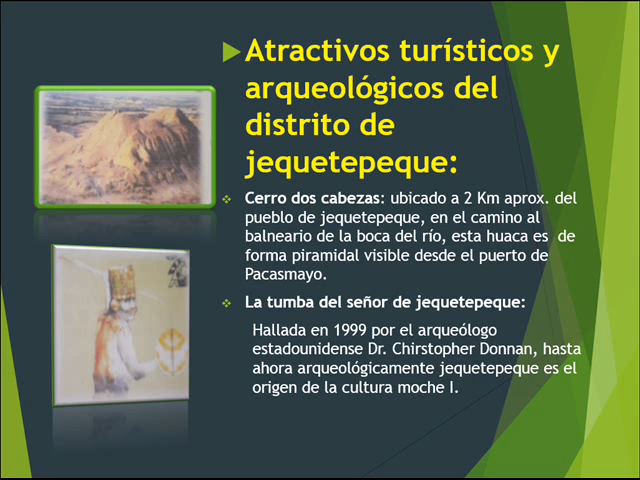 Atractivos turísticos y
arqueológicos del
distrito de
jequetepeque:
Cerro dos cabezas: ubicado a 2 Km aprox. del
pueblo de jequetepeque, en el camino al
balneario de la boca del río, esta huaca es de
forma piramidal visible desde el puerto de
Pacasmayo.
La tumba del señor de jequetepeque:
Hallada en 1999 por el arqueólogo
estadounidense Dr. Chirstopher Donnan, hasta
ahora arqueológicamente jequetepeque es el
origen de la cultura moche I.